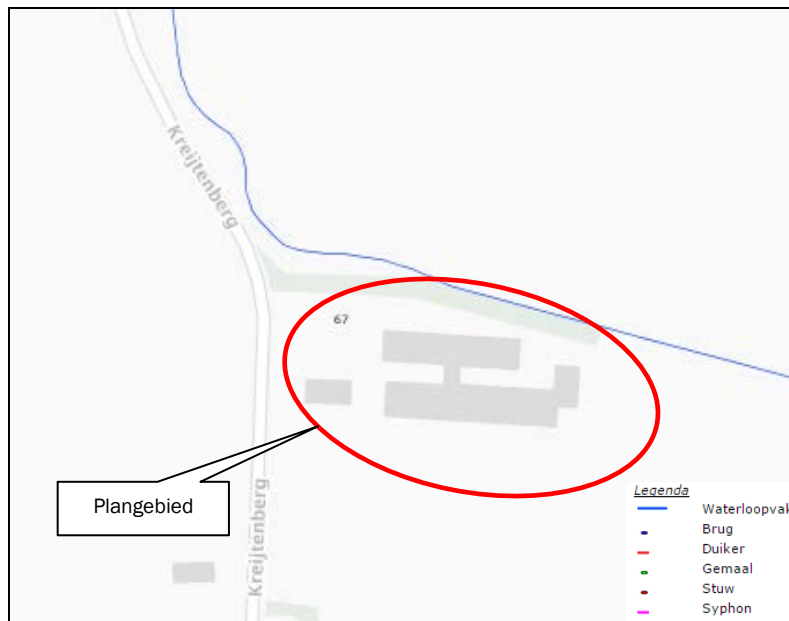 Kreijtenberg
67
Plangebied
Kreijtenberg
Legenda
Waterloopvak
Brug
Duiker
Gemaal
Stuw
Syphon